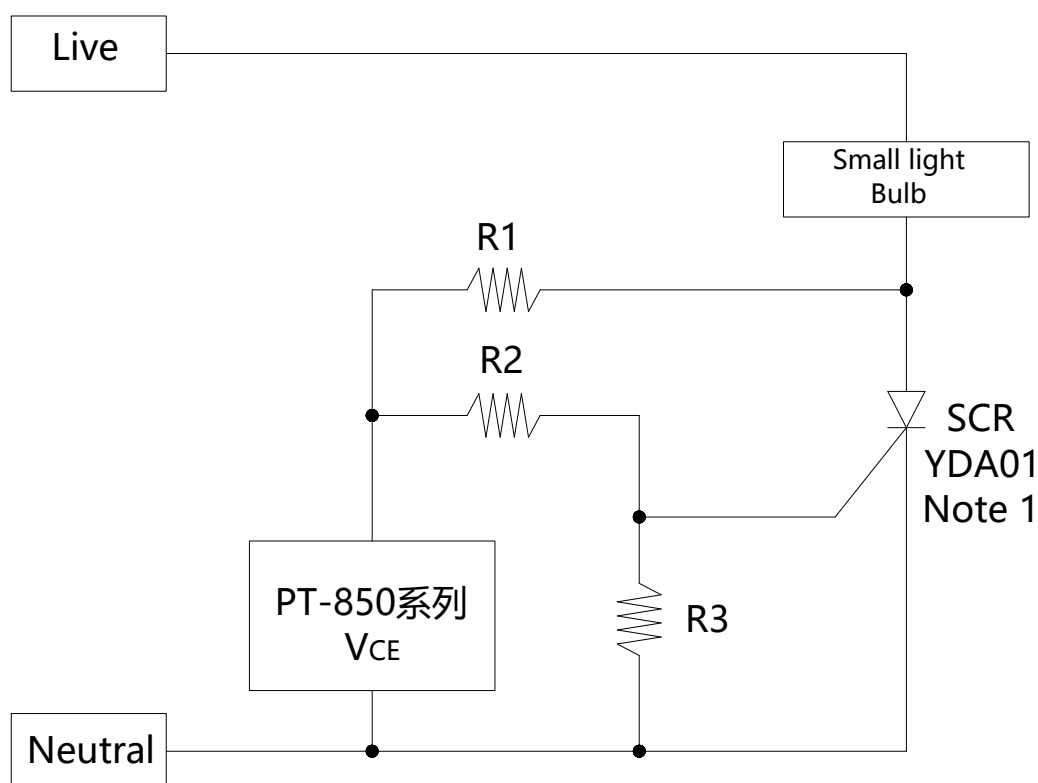 Live
Small light
Bulb
R1
R2
SCR
YDA01
Note 1
PT-850系列
VCE
R3
Neutral